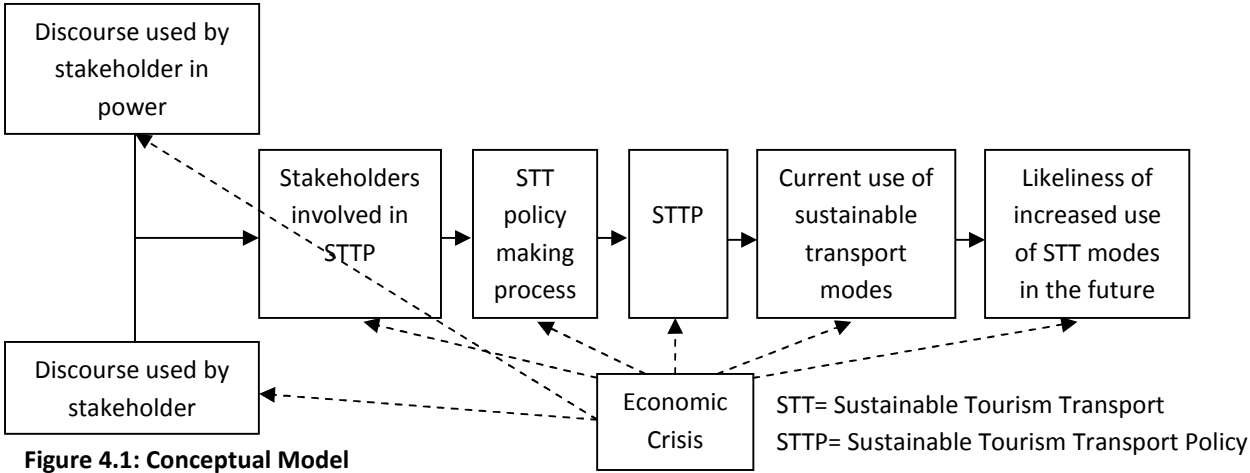 Discourse used by
stakeholder in
power
Stakeholders
involved in
STTP
STT
policy
making
process
STTP
Current use of
sustainable
transport
modes
Likeliness of
increased use
of STT modes
in the future
Discourse used by
stakeholder
Economic
Crisis
STT= Sustainable Tourism Transport
STTP= Sustainable Tourism Transport Policy
Figure 4.1: Conceptual Model